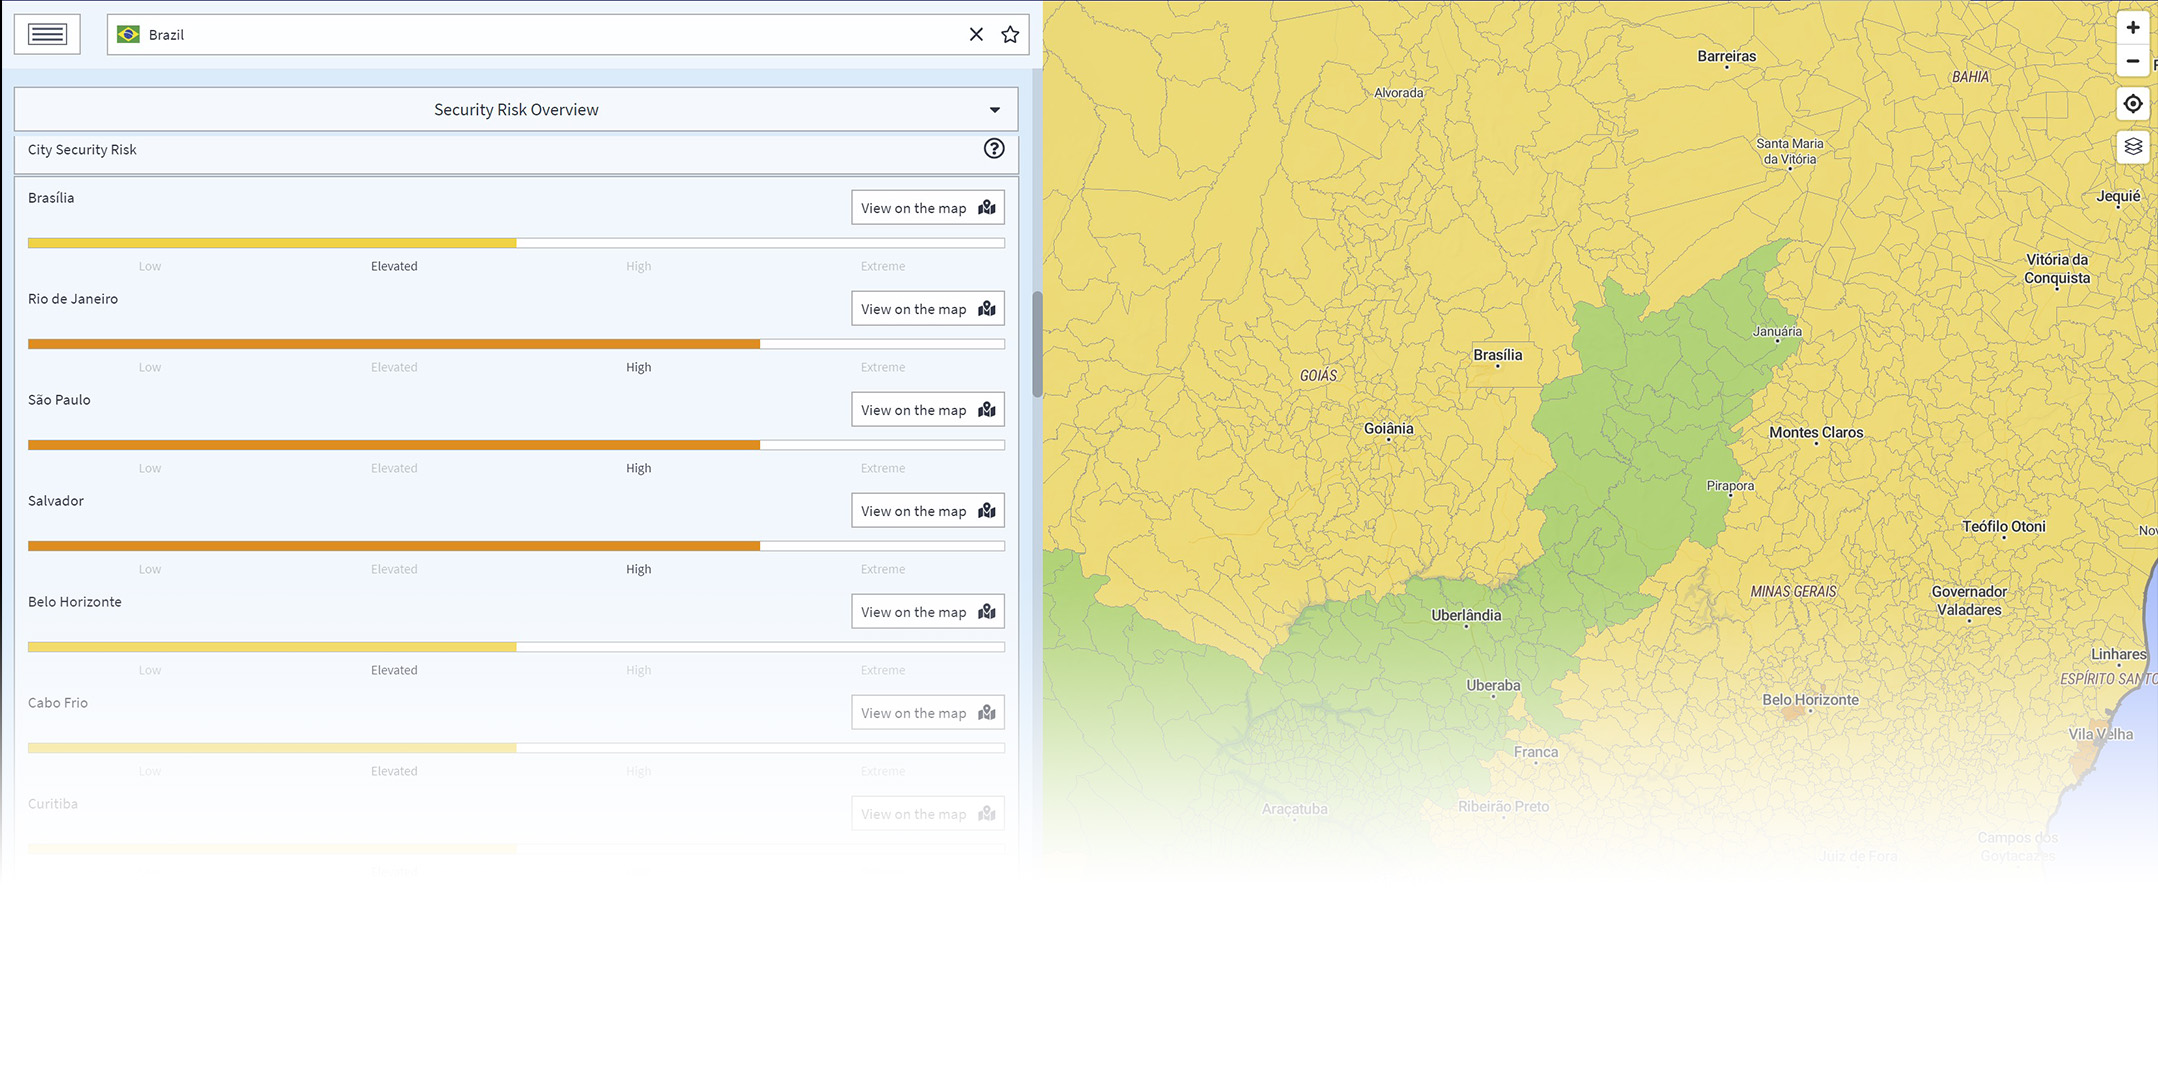 Brazil
Security Risk Overview
City Security Risk
Brasília
View on the map
Low Elevated High Extreme
Rio de Janeiro
View on the map
Low Elevated High Extreme
São Paulo
View on the map
Low Elevated High Extreme
Salvador
View on the map
Low Elevated High Extreme
Belo Horizonte
View on the map
Low Elevated High Extreme
Cabo Frio
View on the map
Low Elevated High Extreme
Curitiba
View on the map
Barreiras
BAHIA
Alvorada
Santa Maria
da Vitória
Jequié
Vitória da
Conquista
Januária
Brasília
GOIÁS
Goiânia
Montes Claros
Pirapora
Teófilo Otoni
Nov
MINAS GERAIS
Governador
Valadares
Uberlândia
Linhares
ESPÍRITO SANTO
Uberaba
Belo Horizonte
Vila Velha
Franca
Ribeirão Preto
Araçatuba
Campos dos
Goytacazes
Juiz de Fora